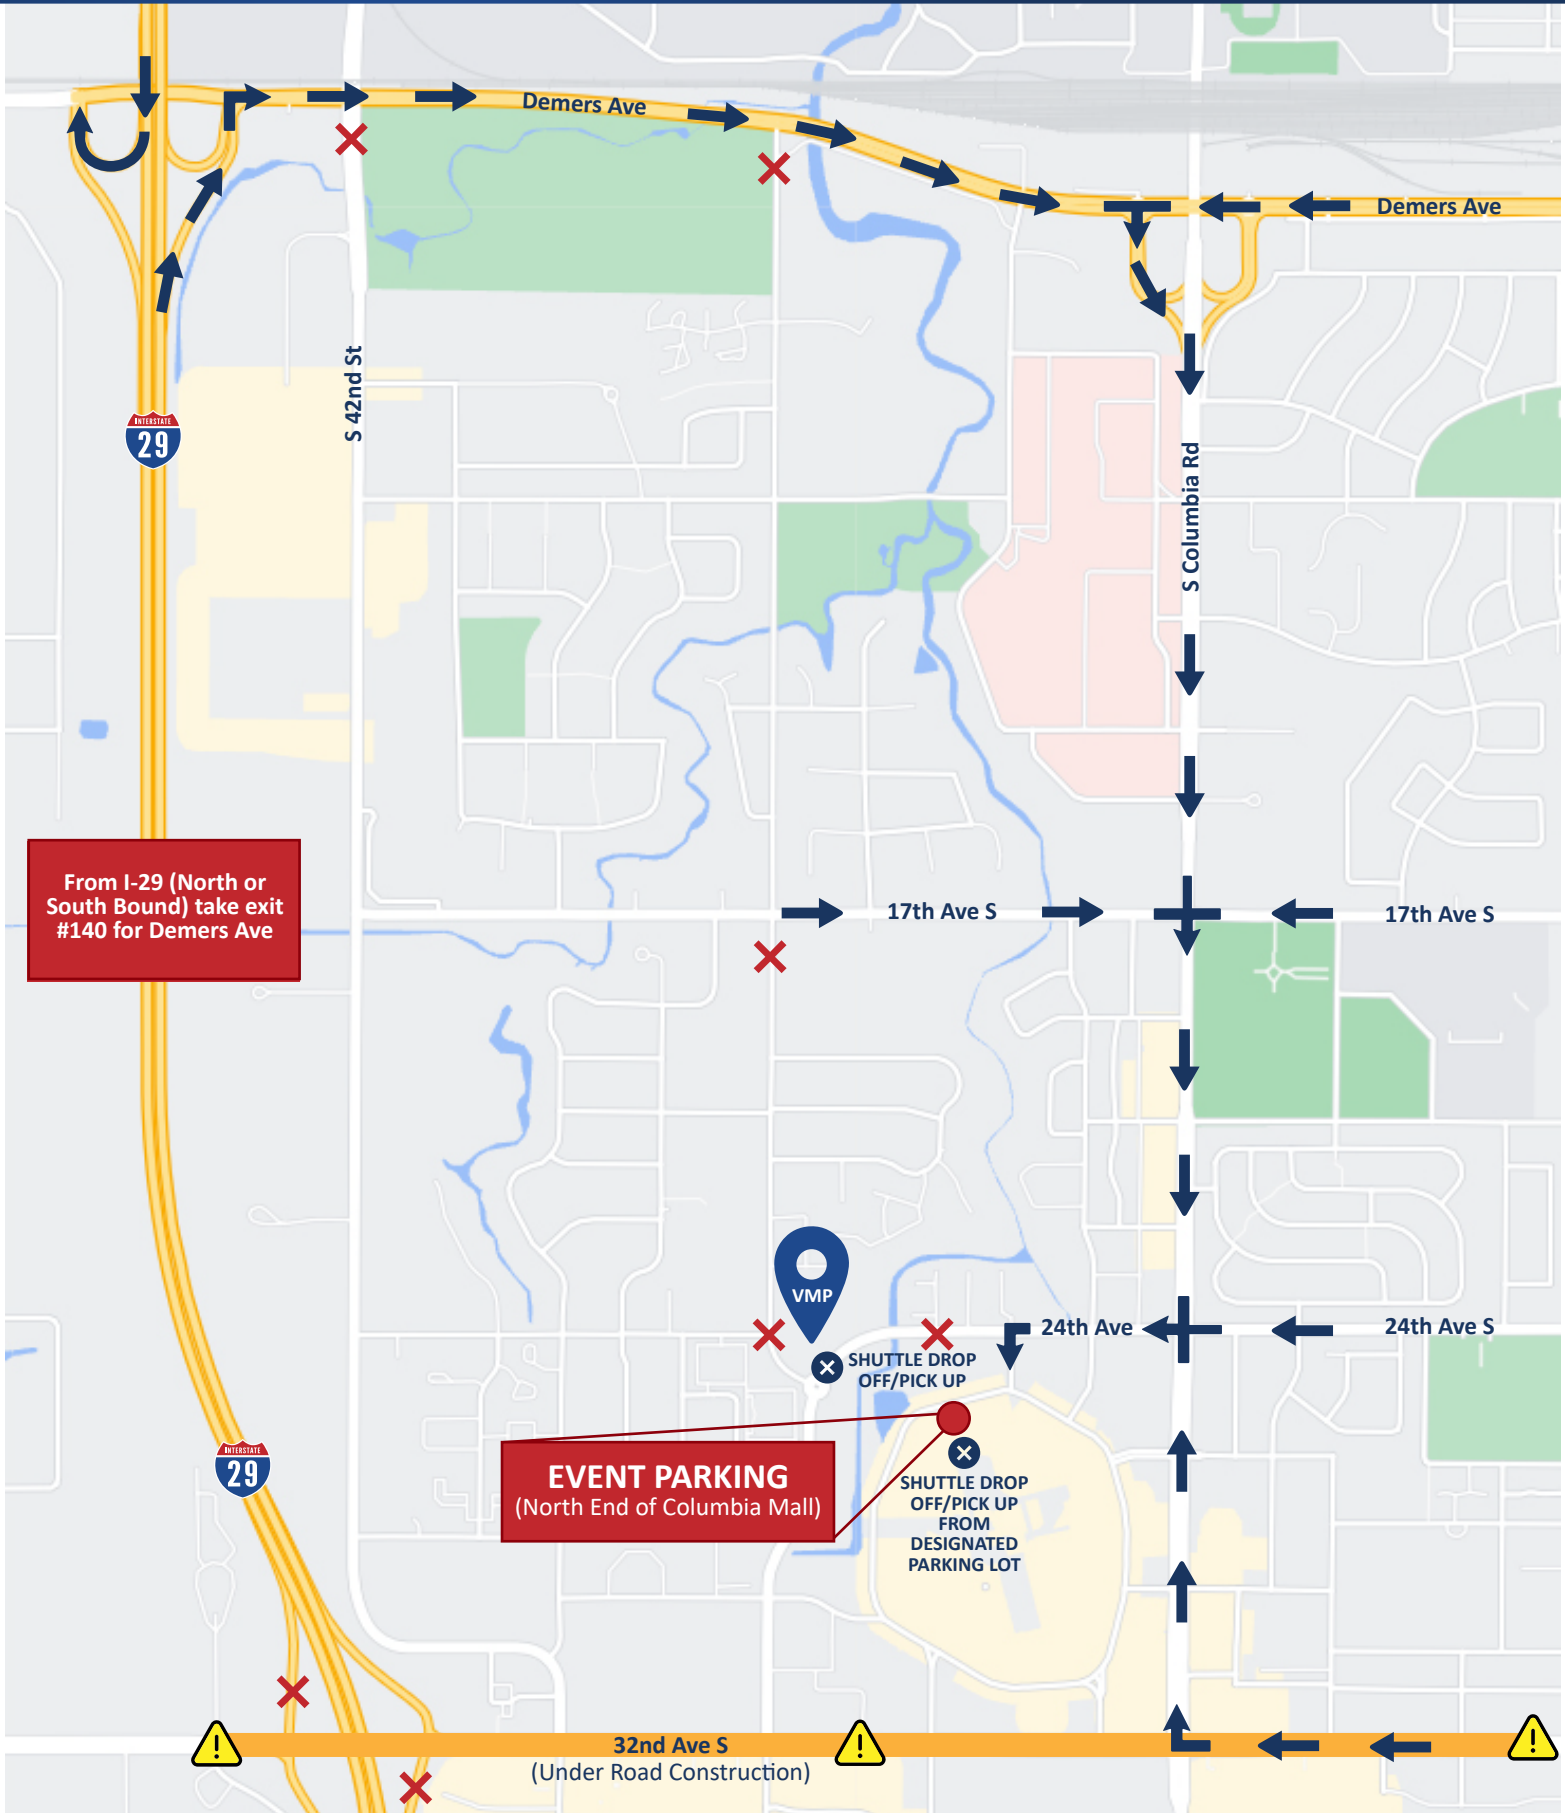 Demers Ave
Demers Ave
S 42nd St
INTERSTATE
29
S Columbia Rd
From I-29 (North or
South Bound) take exit
#140 for Demers Ave
17th Ave S
17th Ave S
VMP
24th Ave
24th Ave S
SHUTTLE DROP
OFF/PICK UP
INTERSTATE
29
EVENT PARKING
(North End of Columbia Mall)
SHUTTLE DROP
OFF/PICK UP
FROM
DESIGNATED
PARKING LOT
32nd Ave S
(Under Road Construction)